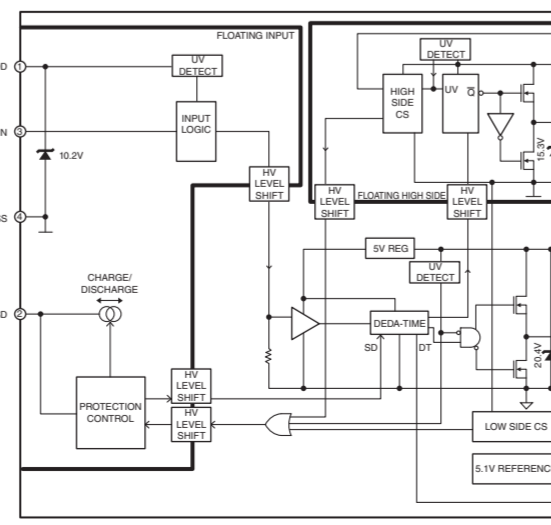 FLOATING INPUT
UV
DETECT
D
1
INPUT
LOGIC
N
3
10.2V
HV
LEVEL
SHIFT
SS
4
UV
DETECT
HIGH
SIDE
CS
UV
Q
15.3V
HV
LEVEL
SHIFT
FLOATING HIGH SIDE
HV
LEVEL
SHIFT
5V REG
UV
DETECT
CHARGE/
DISCHARGE
D
2
DEDA-TIME
SD
DT
20.4V
HV
LEVEL
SHIFT
PROTECTION
CONTROL
HV
LEVEL
SHIFT
LOW SIDE CS
5.1V REFERENC